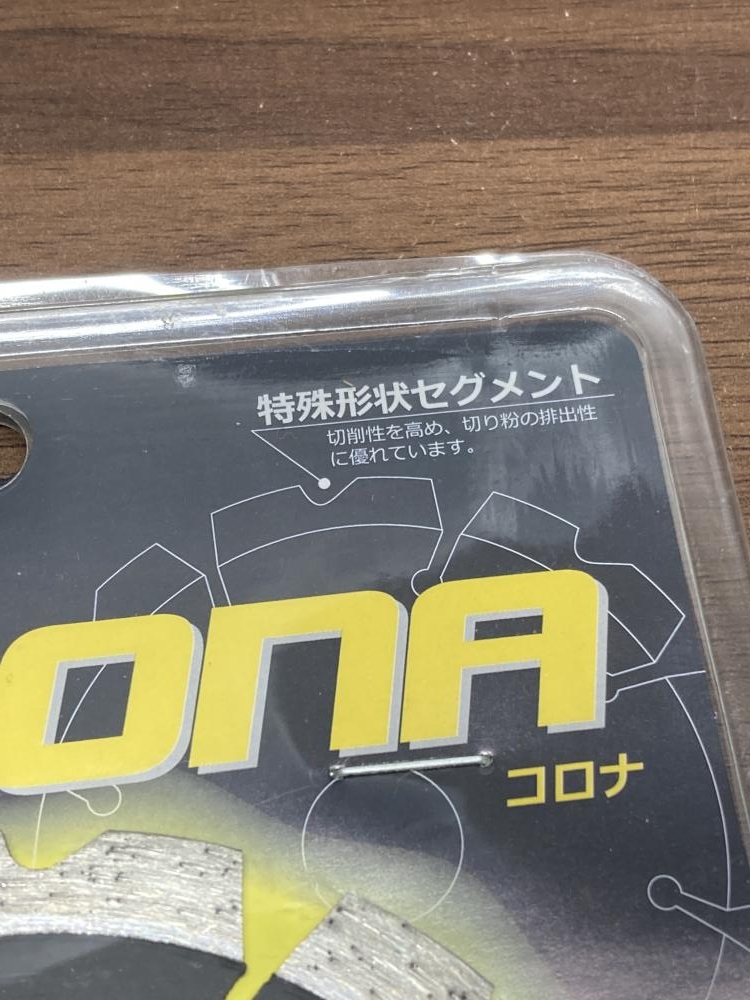 特殊形状セグメント
切削性を高め、切り粉の排出性
に優れています。
ONA
コロナ